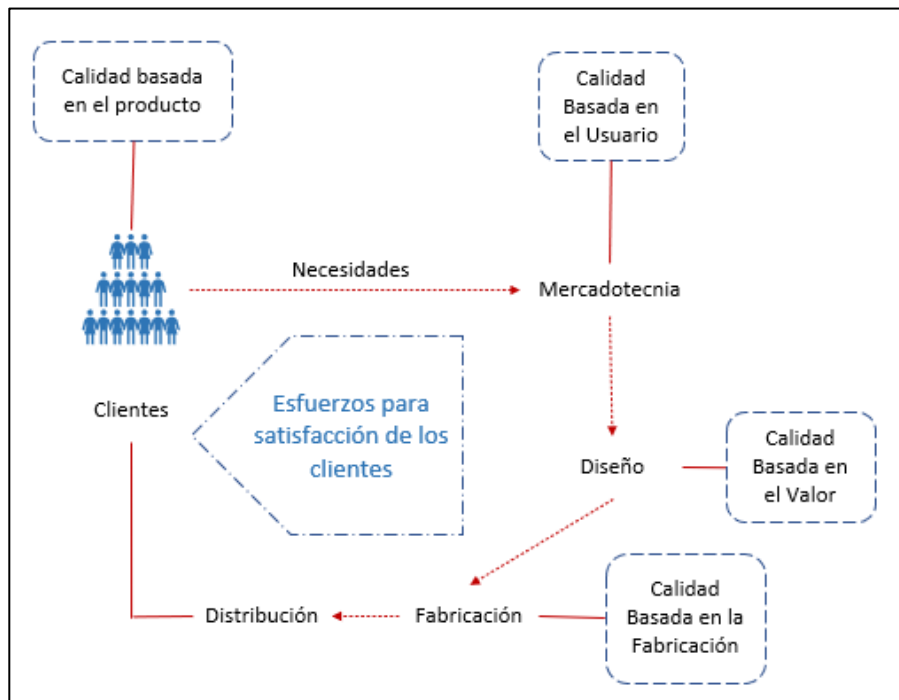 Calidad basada
en el producto
Calidad
Basada en
el Usuario
Necesidades
Mercadotecnia
Clientes
Esfuerzos para
satisfacción de los
clientes
Diseño
Calidad
Basada en
el Valor
Distribución
Fabricación
Calidad
Basada en la
Fabricación